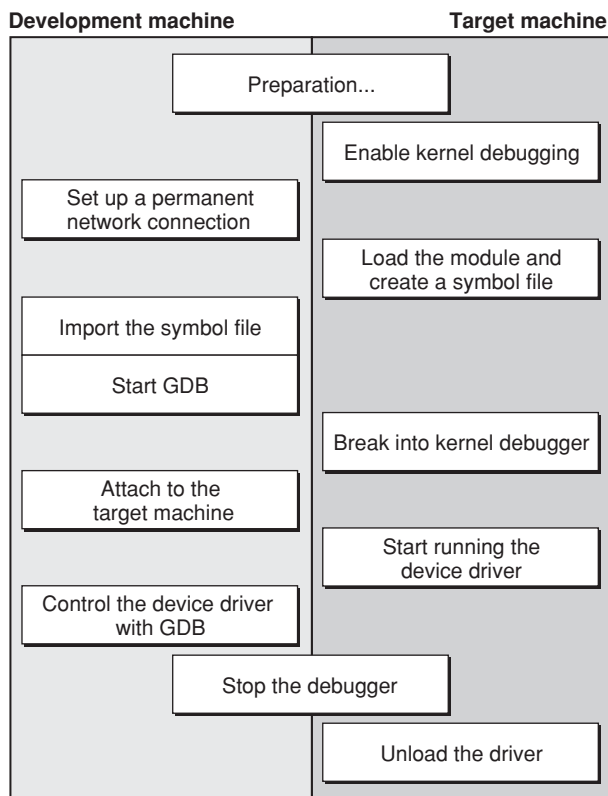 Development machine
Target machine
Preparation...
Enable kernel debugging
Set up a permanent
network connection
Load the module and
create a symbol file
Import the symbol file
Start GDB
Break into kernel debugger
Attach to the
target machine
Start running the
device driver
Control the device driver
with GDB
Stop the debugger
Unload the driver